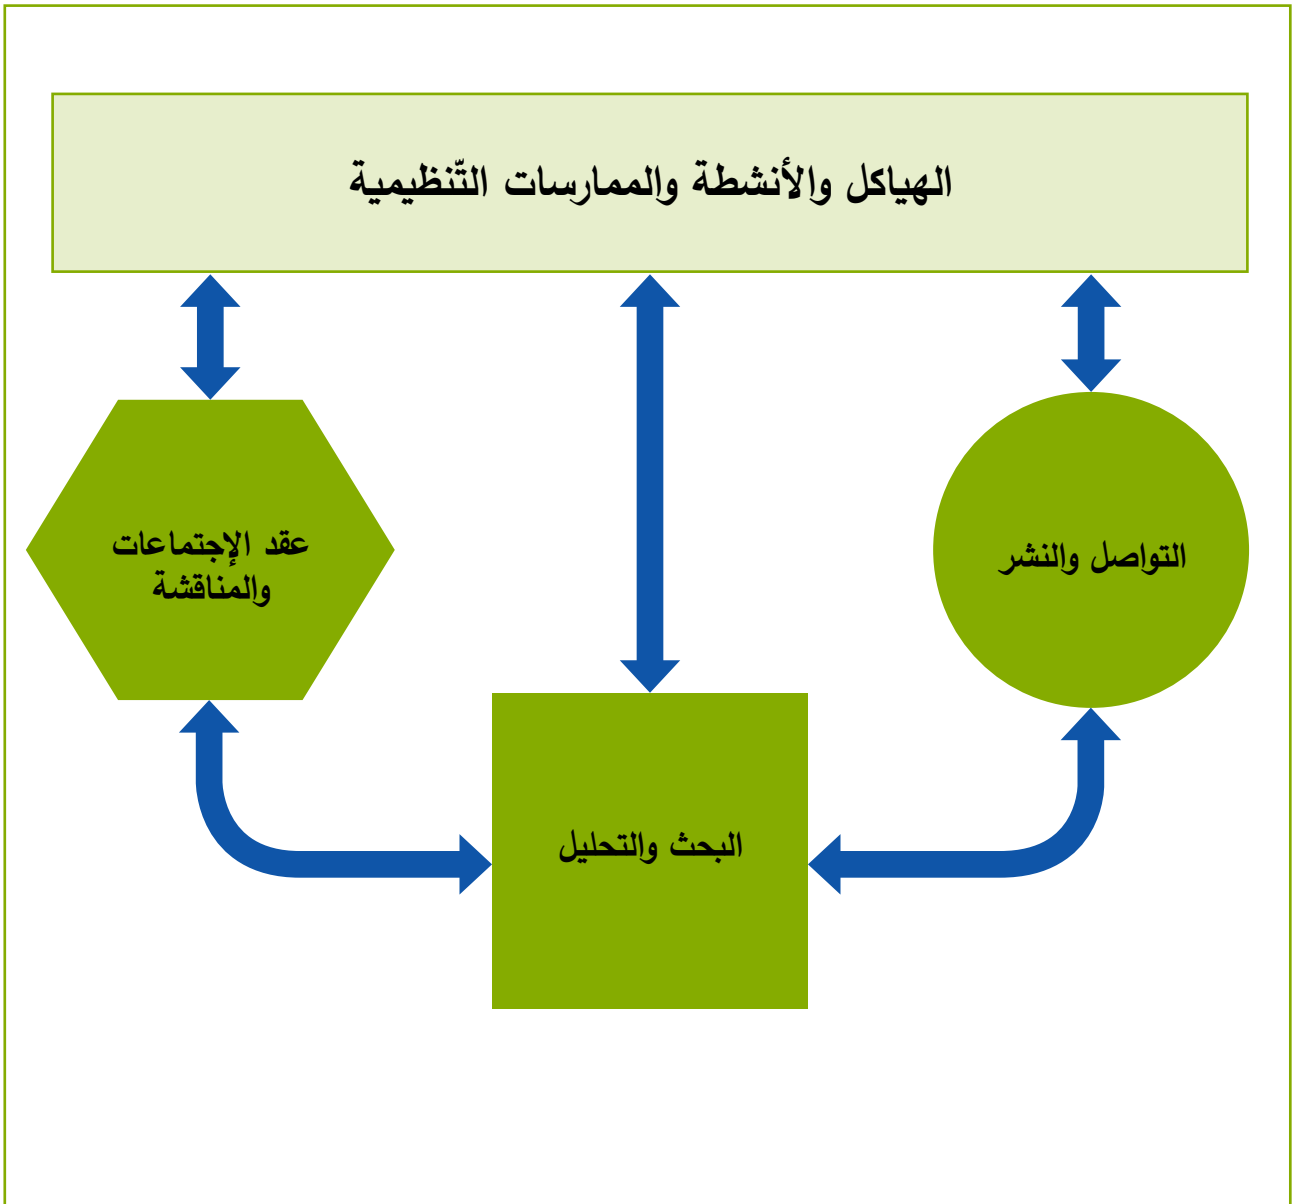 الهياكل والأنشطة والممارسات التّنظيمية
التواصل والنشر
عقد الإجتماعات
والمناقشة
البحث والتحليل